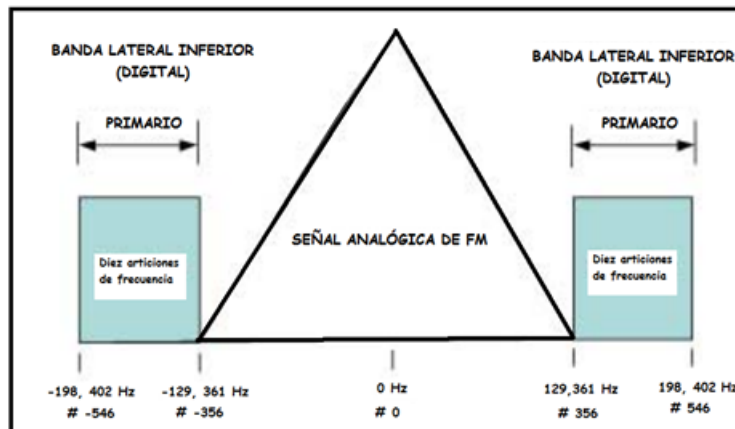 BANDA LATERAL INFERIOR
(DIGITAL)
BANDA LATERAL INFERIOR
(DIGITAL)
PRIMARIO
PRIMARIO
SEÑAL ANALÓGICA DE FM
Diez articiones
de frecuencia
Diez articiones
de frecuencia
-198, 402 Hz
# -546
-129, 361 Hz
# -356
0 Hz
# 0
129,361 Hz
# 356
198, 402 Hz
# 546